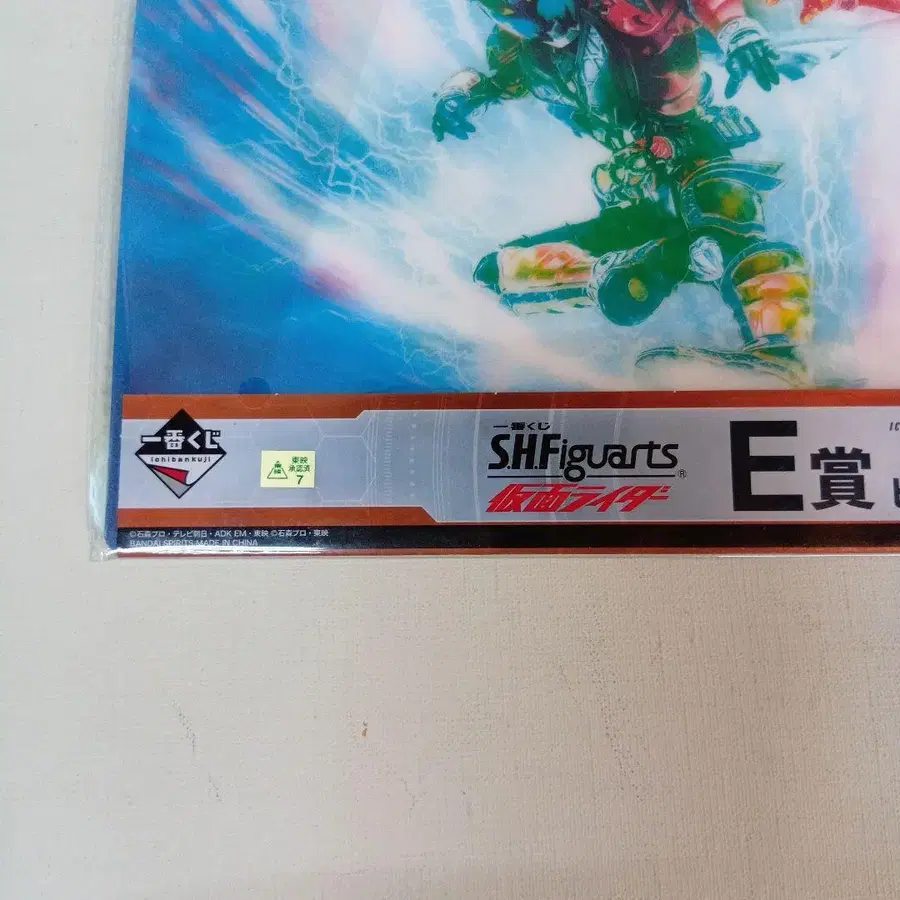 一番くじ
ichibankuji
東映
承認済
7
一番くじ
S.H.Figuarts®
仮面ライダー
E賞
©石森プロ・テレビ朝日・ADK EM・東映 ©石森プロ・東映
BANDAI SPIRITS MADE IN CHINA